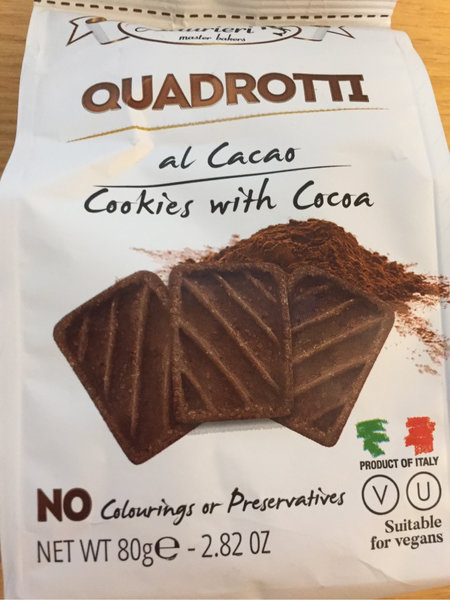 master bakers
QUADROTTI
al Cacao
Cookies with Cocoa
PRODUCT OF ITALY
V U
NO Colourings or Preservatives
Suitable
for vegans
NET WT 80g e - 2.82 OZ